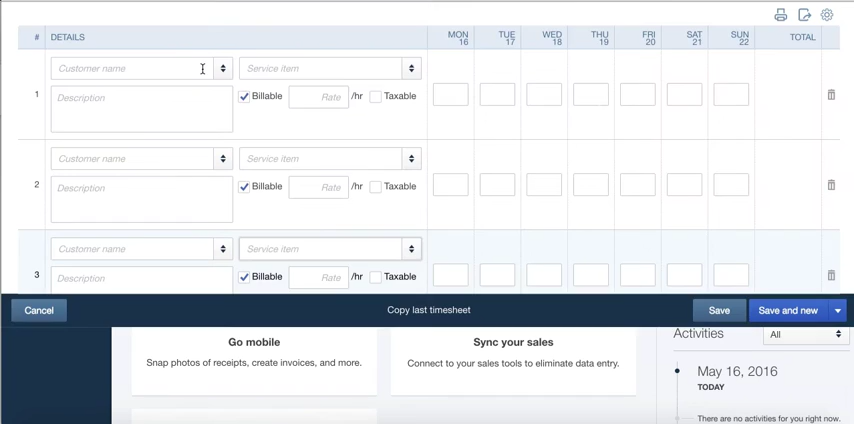 # DETAILS MON 16 TUE 17 WED 18 THU 19 FRI 20 SAT 21 SUN 22 TOTAL
Customer name Service item
1 Description Billable Rate /hr Taxable
Customer name Service item
2 Description Billable Rate /hr Taxable
Customer name Service item
3 Description Billable Rate /hr Taxable
Cancel Copy last timesheet Save Save and new
Activities All
Go mobile Sync your sales
Snap photos of receipts, create invoices, and more. Connect to your sales tools to eliminate data entry.
May 16, 2016
TODAY
There are no activities for you right now.